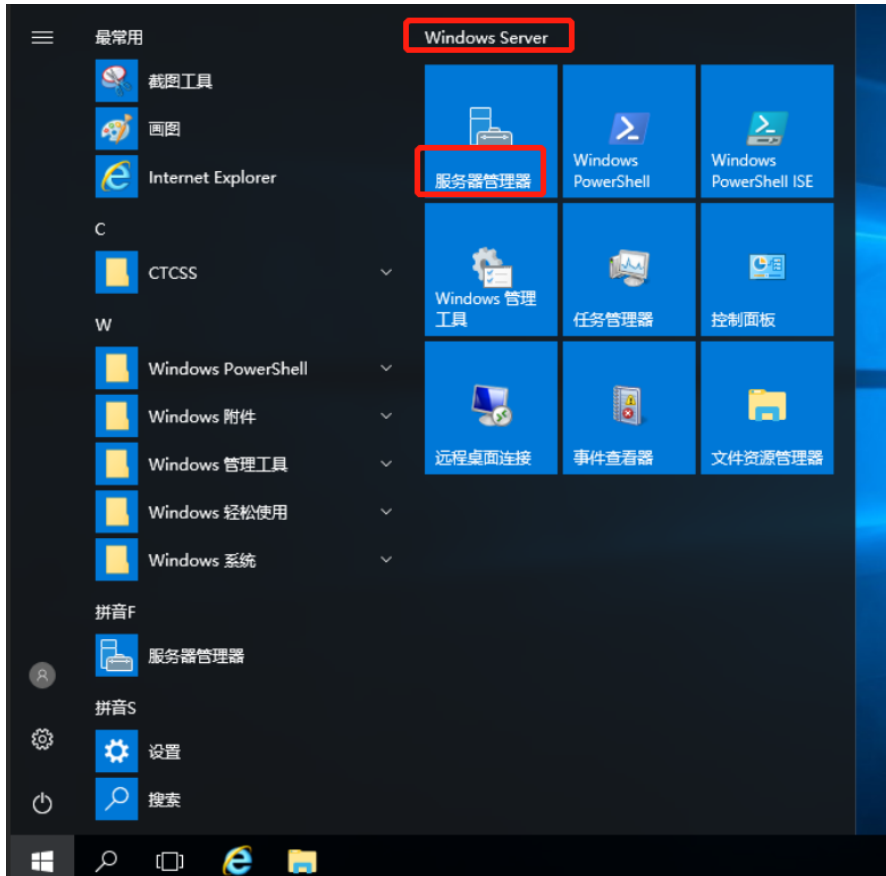 最常用
截图工具
画图
Internet Explorer
C
CTCSS
W
Windows PowerShell
Windows 附件
Windows 管理工具
Windows 轻松使用
Windows 系统
拼音F
服务器管理器
拼音S
设置
搜索
Windows Server
服务器管理器
Windows
PowerShell
Windows
PowerShell ISE
Windows 管理
工具
任务管理器
控制面板
远程桌面连接
事件查看器
文件资源管理器